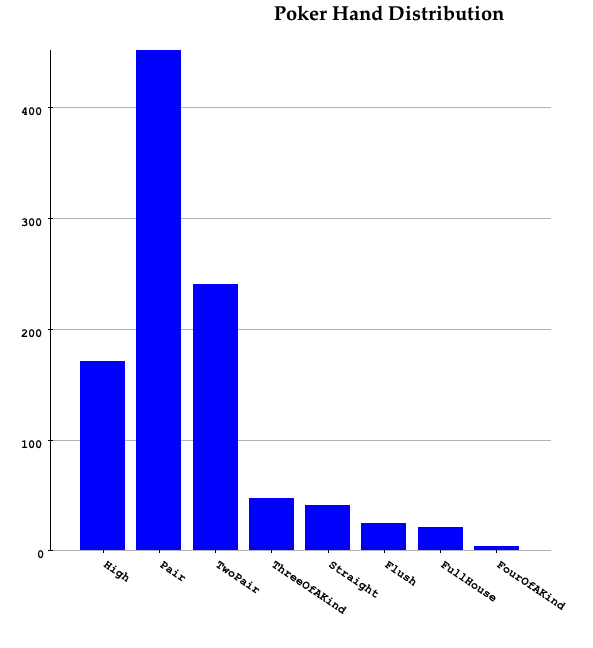 Poker Hand Distribution
400
300
200
100
0
High
Pair
TwoPair
ThreeOfAKind
Straight
Flush
FullHouse
FourOfAKind